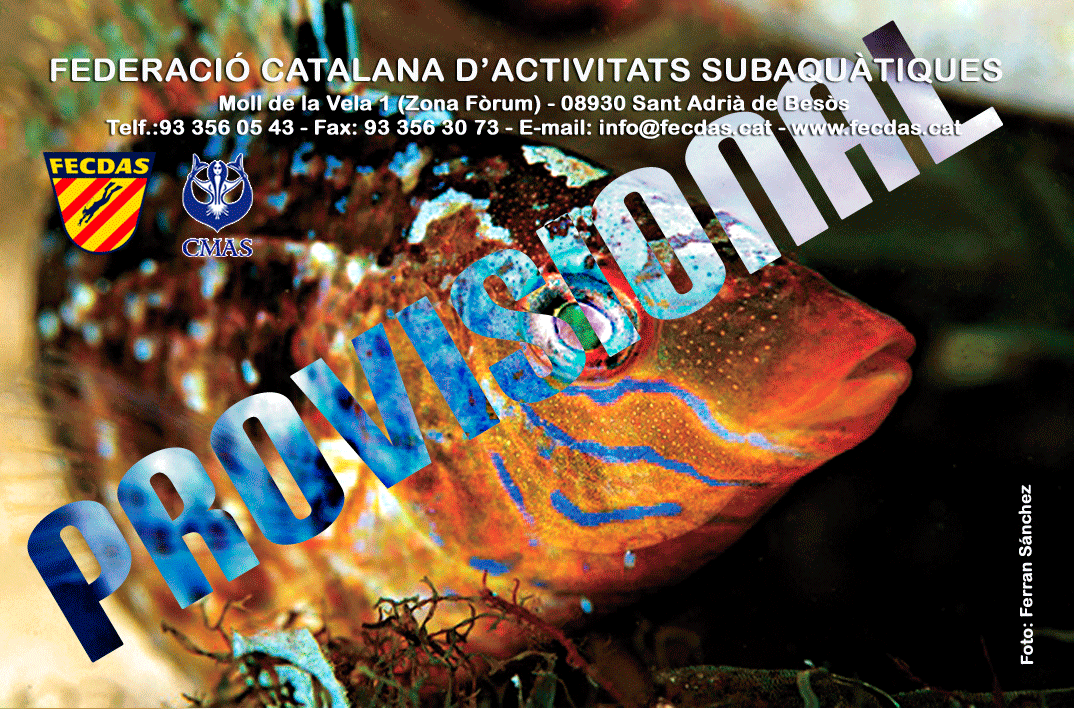 FEDERACIÓ CATALANA D'ACTIVITATS SUBAQUÀTIQUES
Moll de la Vela 1 (Zona Fòrum) - 08930 Sant Adrià de Besòs
Telf.:93 356 05 43 - Fax: 93 356 30 73 - E-mail: info@fecdas.cat - www.fecdas.cat
FECDAS
CMAS
PROVISIONAL
Foto: Ferran Sánchez